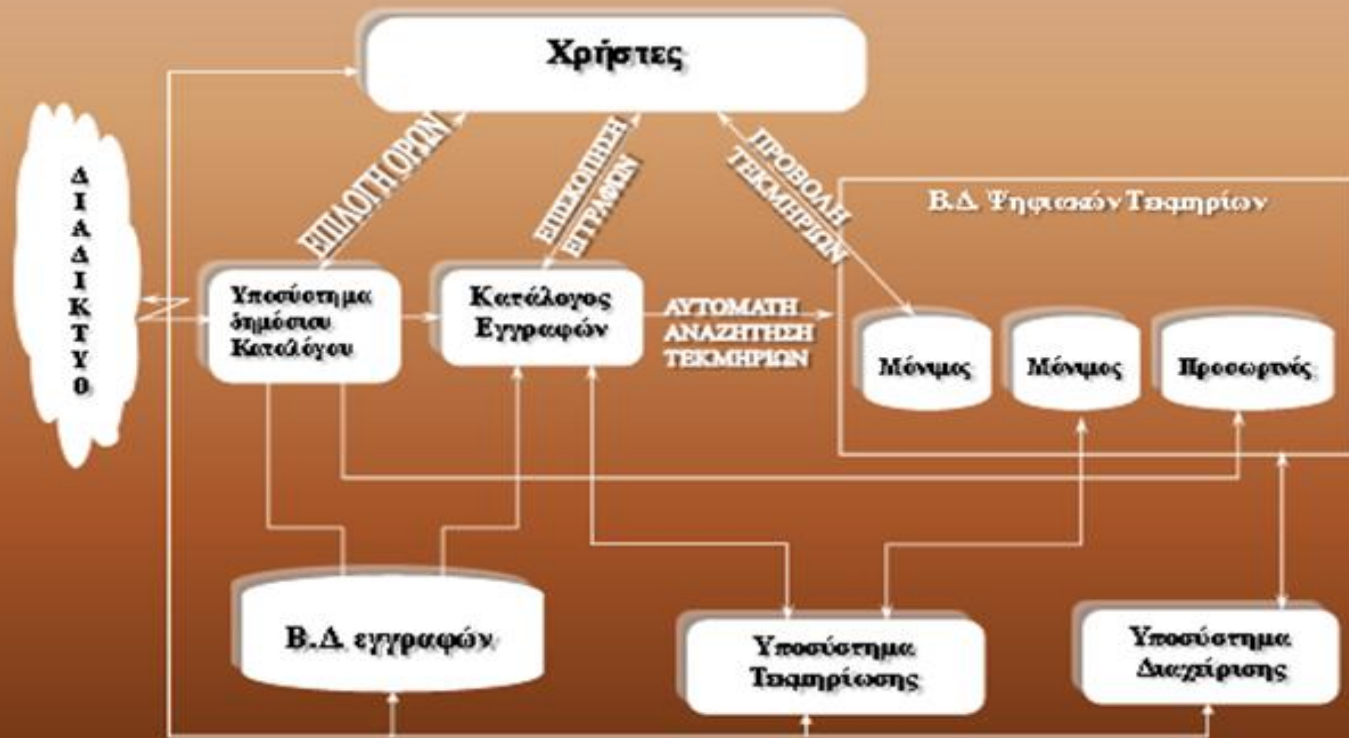 Χρήστες
ΔΙΑΔΙΚΤΥΟ
ΕΠΙΛΟΓΗ ΟΡΩΝ
ΕΠΙΣΚΟΠΗΣΗ
ΕΓΓΡΑΦΩΝ
ΠΡΟΒΟΛΗ
ΤΕΚΜΗΡΙΩΝ
Β.Δ. Ψηφιακών Τεκμηρίων
Υποσύστημα
δημόσιου
Καταλόγου
Κατάλογος
Εγγραφών
ΑΥΤΟΜΑΤΗ
ΑΝΑΖΗΤΗΣΗ
ΤΕΚΜΗΡΙΩΝ
Μόνιμος
Μόνιμος
Προσωρινός
Β.Δ. εγγραφών
Υποσύστημα
Τεκμηρίωσης
Υποσύστημα
Διαχείρισης